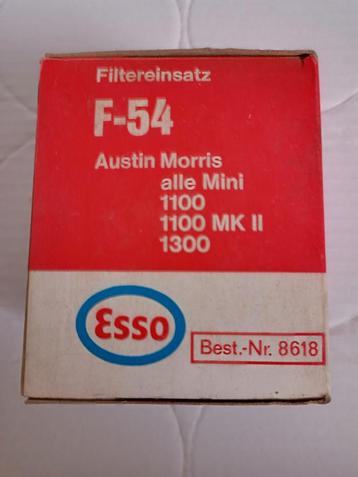 Filtereinsatz
F-54
Austin Morris
alle Mini
1100
1100 MK II
1300
Esso
Best.-Nr. 8618